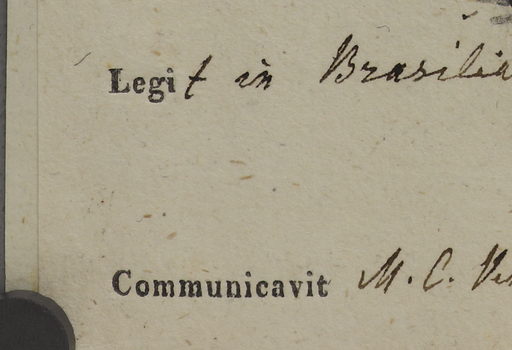 Legit in Brasilia
Communicavit M. C.